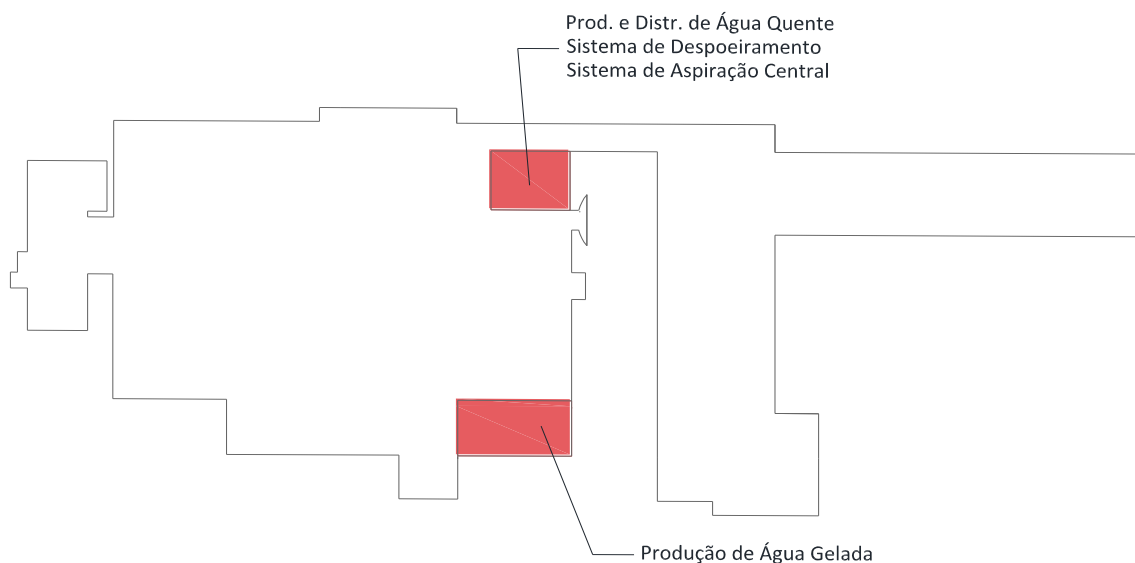 Prod. e Distr. de Água Quente
Sistema de Despoeiramento
Sistema de Aspiração Central
Produção de Água Gelada